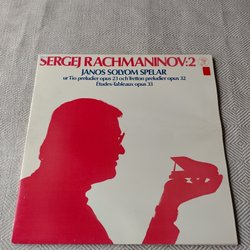 SERGEJ RACHMANINOV:2
JANOS SOLYOM SPELAR
ur Tio preludier opus 23 och Tretton preludier opus 32
Etudes-tableaux opus 33